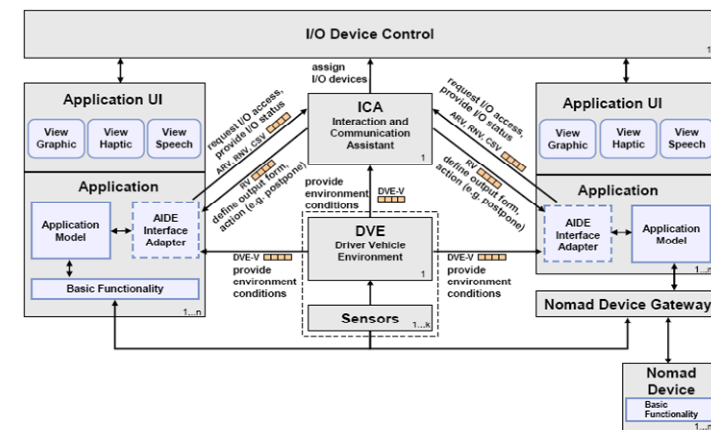 I/O Device Control
1
assign
I/O devices
Application UI
View
Graphic
View
Haptic
View
Speech
request I/O access,
provide I/O status
ARV, RNV, CSV
RV
define output form,
action (e.g. postpone)
ICA
Interaction and
Communication
Assistant
1
request I/O access,
provide I/O status
ARV, RNV, CSV
RV
define output form,
action (e.g. postpone)
Application UI
View
Graphic
View
Haptic
View
Speech
Application
Application
Model
AIDE
Interface
Adapter
Basic Functionality
1...n
provide
environment
conditions
DVE-V
DVE
Driver Vehicle
Environment
1
DVE-V
provide
environment
conditions
DVE-V
provide
environment
conditions
Sensors
1...k
Application
AIDE
Interface
Adapter
Application
Model
1...n
Nomad Device Gateway
Nomad
Device
Basic
Functionality